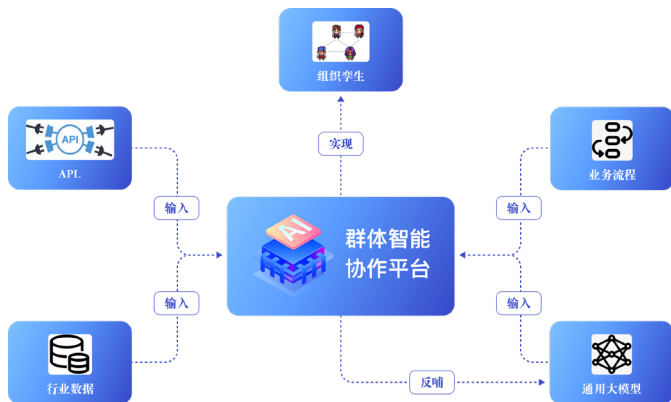 组织孪生
API
APL
实现
业务流程
输入
输入
AI
群体智能
协作平台
输入
输入
行业数据
反哺
通用大模型